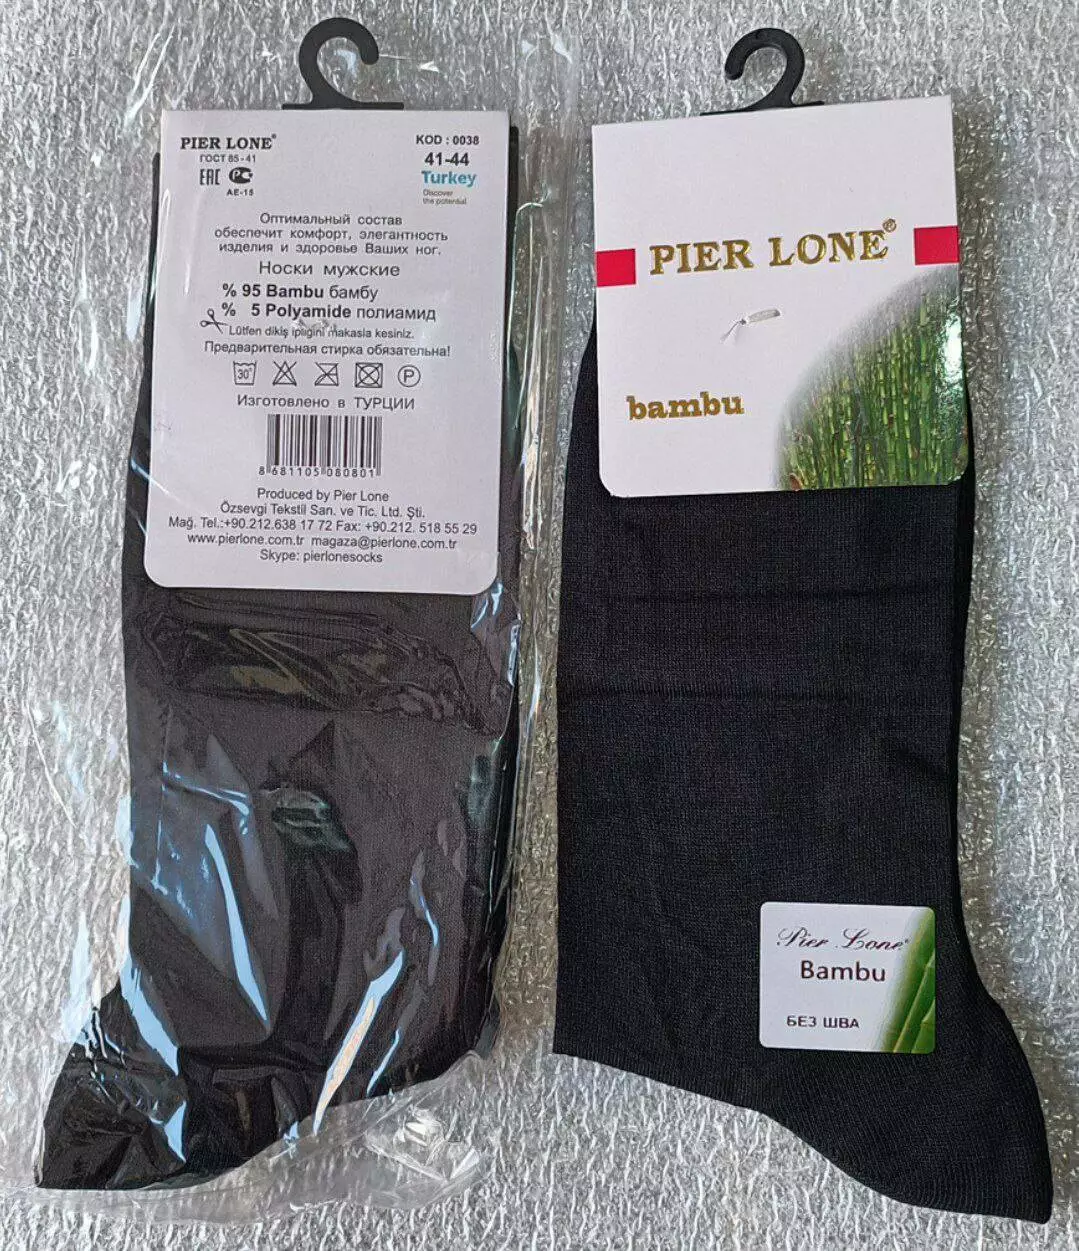 PIER LONE®
ГОСТ 85-41
ЕАС РС
АЕ-15
KOD : 0038
41-44
Turkey
Discover
the potential
Оптимальный состав
обеспечит комфорт, элегантность
изделия и здоровье Ваших ног.
Носки мужские
% 95 Bambu бамбу
% 5 Polyamide полиамид
Lütfen dikiş ipliğini makasla kesiniz.
Предварительная стирка обязательна!
30° P
Изготовлено в ТУРЦИИ
8 681105 080801
Produced by Pier Lone
Özsevgi Tekstil San. ve Tic. Ltd. Şti.
Mağ. Tel.:+90.212.638 17 72 Fax: +90.212. 518 55 29
www.pierlone.com.tr magaza@pierlone.com.tr
Skype: pierlonesocks
PIER LONE®
bambu
Pier Lone®
Bambu
БЕЗ ШВА